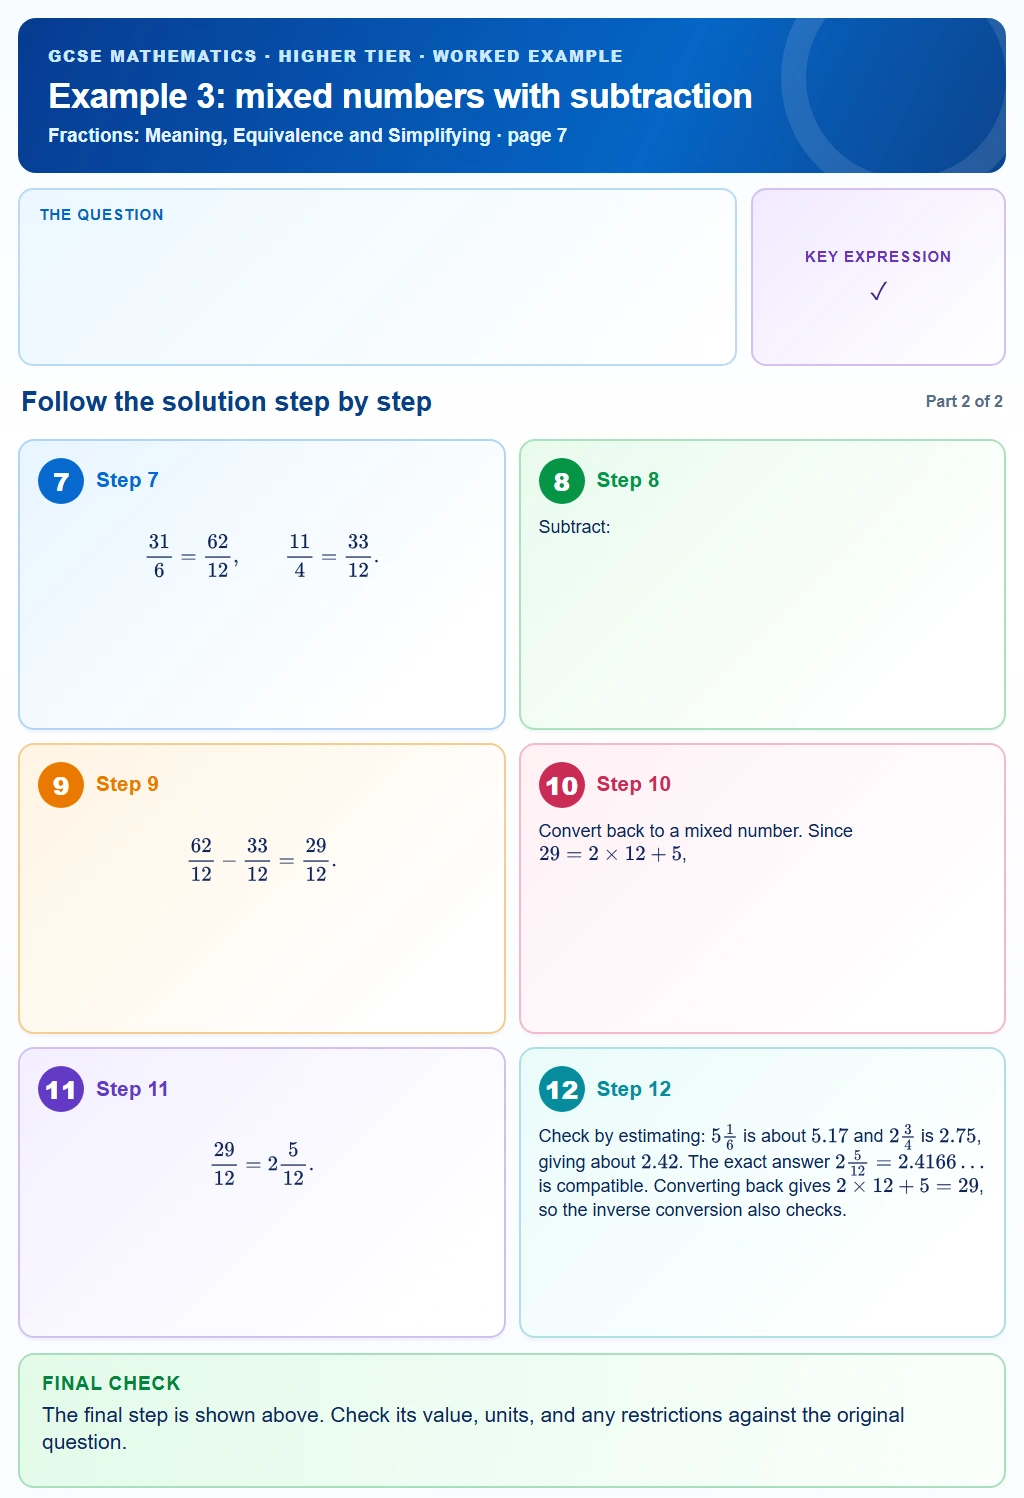 GCSE MATHEMATICS · HIGHER TIER · WORKED EXAMPLE
Example 3: mixed numbers with subtraction
Fractions: Meaning, Equivalence and Simplifying · page 7
THE QUESTION
KEY EXPRESSION
✓
Follow the solution step by step
Part 2 of 2
7 Step 7
31/6 = 62/12, 11/4 = 33/12.
8 Step 8
Subtract:
9 Step 9
62/12 − 33/12 = 29/12.
10 Step 10
Convert back to a mixed number. Since
29 = 2 × 12 + 5,
11 Step 11
29/12 = 2 5/12.
12 Step 12
Check by estimating: 5 1/6 is about 5.17 and 2 3/4 is 2.75,
giving about 2.42. The exact answer 2 5/12 = 2.4166...
is compatible. Converting back gives 2 × 12 + 5 = 29,
so the inverse conversion also checks.
FINAL CHECK
The final step is shown above. Check its value, units, and any restrictions against the original
question.